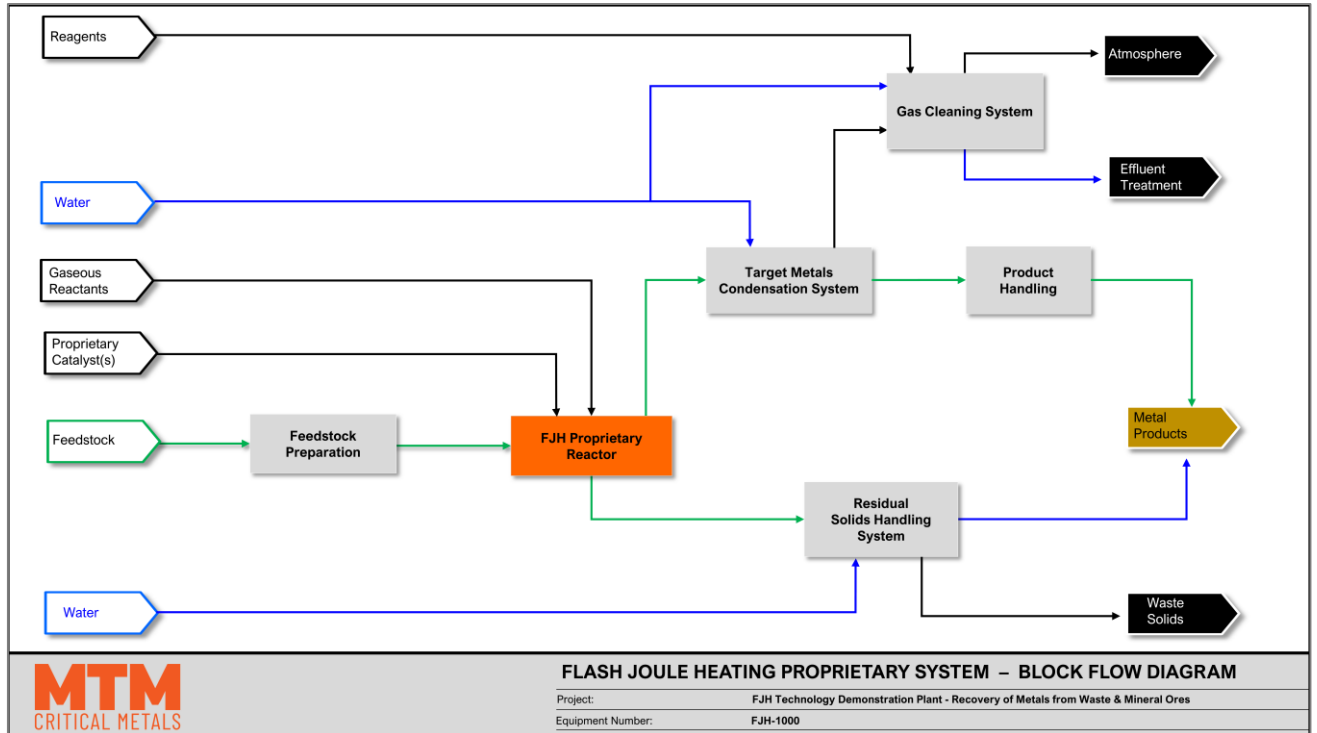 Reagents
Atmosphere
Gas Cleaning System
Effluent
Treatment
Water
Gaseous
Reactants
Target Metals
Condensation System
Product
Handling
Proprietary
Catalyst(s)
Feedstock
Feedstock
Preparation
FJH Proprietary
Reactor
Metal
Products
Residual
Solids Handling
System
Water
Waste
Solids
MTM
CRITICAL METALS
FLASH JOULE HEATING PROPRIETARY SYSTEM – BLOCK FLOW DIAGRAM
Project: FJH Technology Demonstration Plant - Recovery of Metals from Waste & Mineral Ores
Equipment Number: FJH-1000